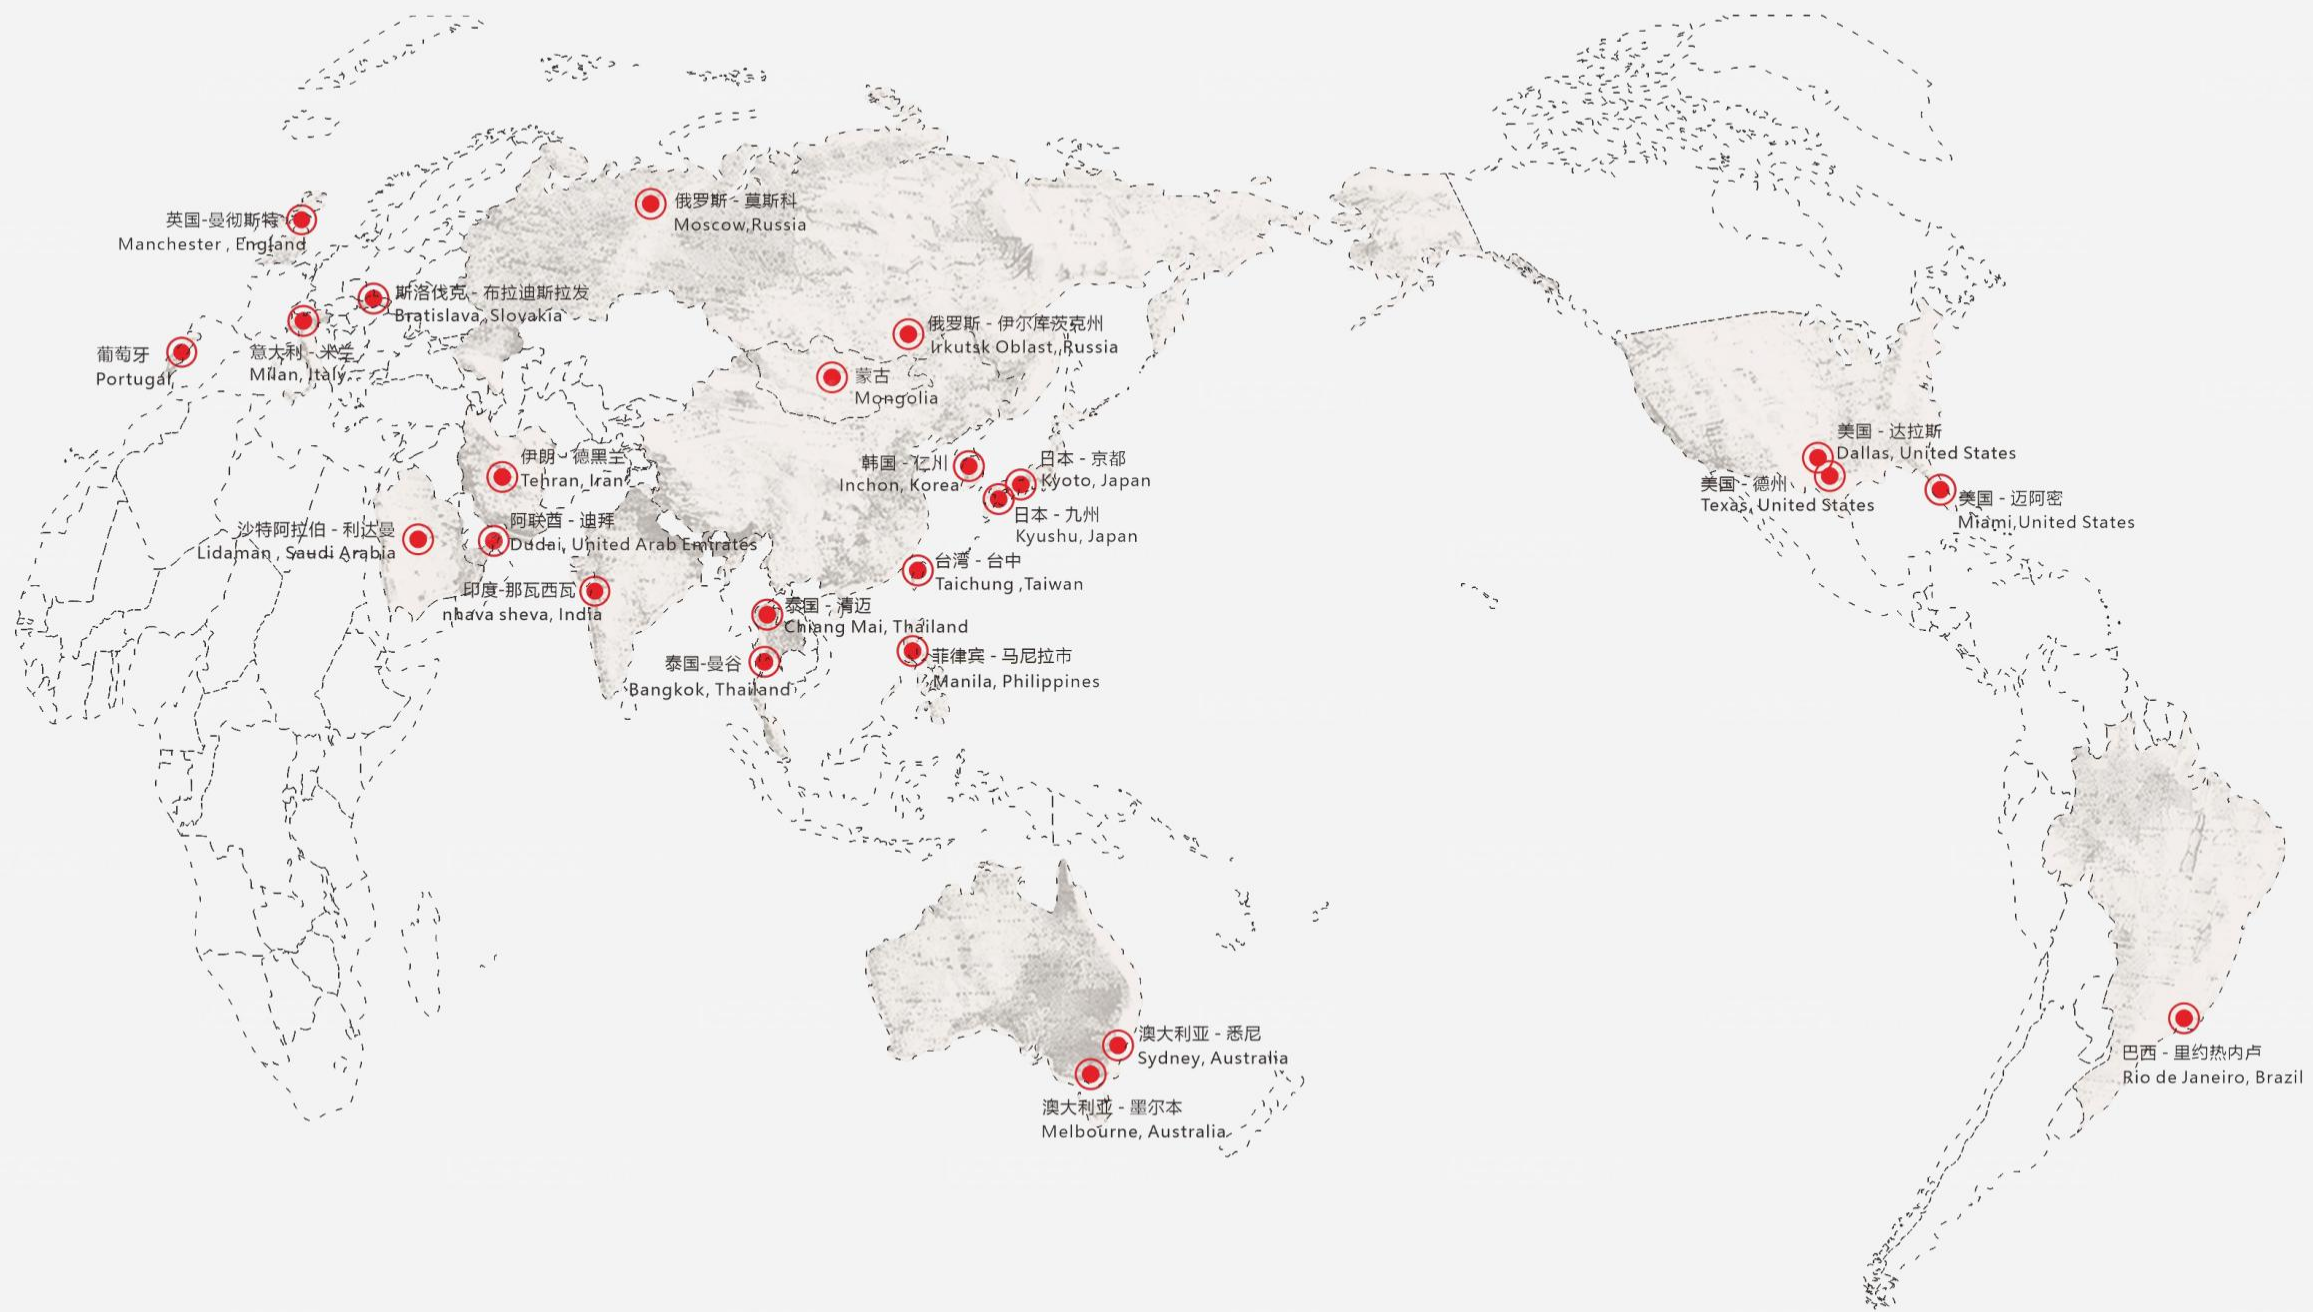 俄罗斯 - 莫斯科
Moscow,Russia
英国-曼彻斯特
Manchester , England
斯洛伐克 - 布拉迪斯拉发
Bratislava, Slovakia
俄罗斯 - 伊尔库茨克州
Irkutsk Oblast, Russia
葡萄牙
Portugal
意大利 - 米兰
Milan, Italy
蒙古
Mongolia
美国 - 达拉斯
Dallas, United States
伊朗 - 德黑兰
Tehran, Iran
韩国 - 仁川
Inchon, Korea
日本 - 京都
Kyoto, Japan
美国 - 德州
Texas, United States
美国 - 迈阿密
Miami,United States
日本 - 九州
Kyushu, Japan
沙特阿拉伯 - 利达曼
Lidaman , Saudi Arabia
阿联酋 - 迪拜
Dudai, United Arab Emtrates
台湾 - 台中
Taichung ,Taiwan
印度-那瓦西瓦
nhava sheva, India
泰国 - 清迈
Chiang Mai, Thailand
泰国-曼谷
Bangkok, Thailand
菲律宾 - 马尼拉市
Manila, Philippines
澳大利亚 - 悉尼
Sydney, Australia
巴西 - 里约热内卢
Rio de Janeiro, Brazil
澳大利亚 - 墨尔本
Melbourne, Australia